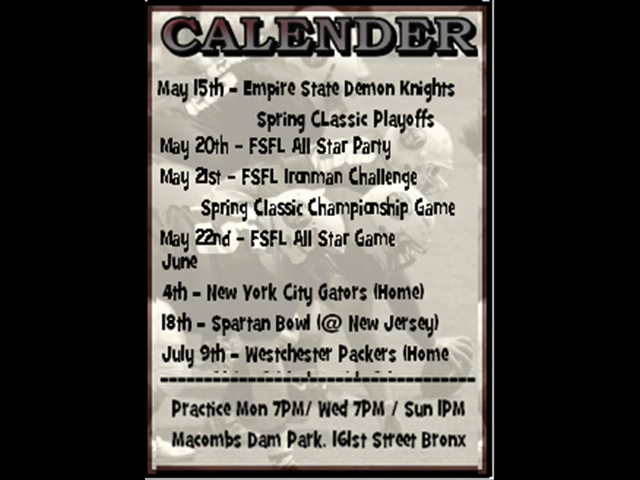 CALENDER
May 15th - Empire State Demon Knights
Spring CLassic Playoffs
May 20th - FSFL All Star Party
May 21st - FSFL Ironman Challenge
Spring Classic Championship Game
May 22nd - FSFL All Star Game
June
4th - New York City Gators (Home)
18th - Spartan Bowl (@ New Jersey)
July 9th - Westchester Packers (Home
Practice Mon 7PM/ Wed 7PM / Sun 1PM
Macombs Dam Park. 161st Street Bronx